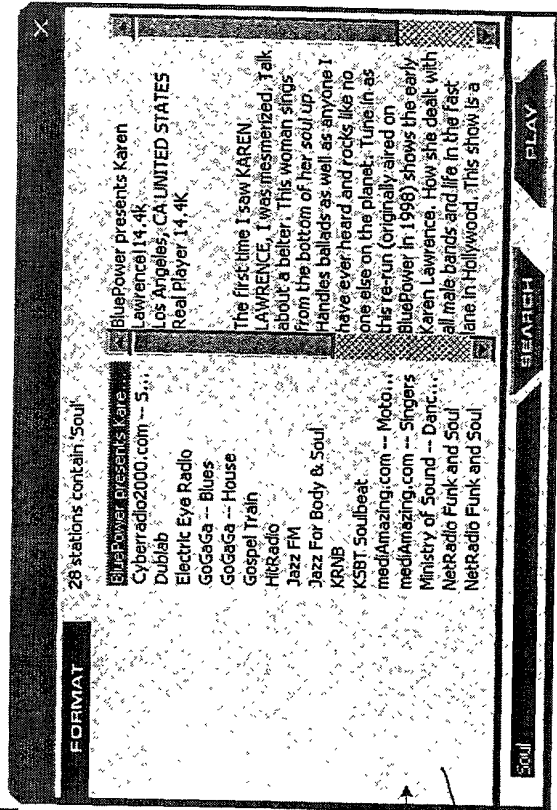 FORMAT
28 stations contain 'Soul'
BluePower presents Kare...
Cyberradio2000.com -- S...
Dublab
Electric Eye Radio
GoGaGa -- Blues
GoGaGa -- House
Gospel Train
HitRadio
Jazz FM
Jazz For Body & Soul
KRNB
KSBT Soulbeat
mediAmazing.com -- Moto...
mediAmazing.com -- Singers
Ministry of Sound -- Danc...
NetRadio Funk and Soul
NetRadio Funk and Soul
BluePower presents Karen
Lawrence|14.4k
Los Angeles, CA UNITED STATES
Real Player 14.4K
The first time I saw KAREN
LAWRENCE, I was mesmerized. Talk
about a belter. This woman sings
from the bottom of her soul up.
Handles ballads as well as anyone I
have ever heard and rocks like no
one else on the planet. Tune in as
this re-run (originally aired on
BluePower in 1998) shows the early
Karen Lawrence. How she dealt with
all male bands and life in the fast
lane in Hollywood. This show is a
Soul
SEARCH
PLAY